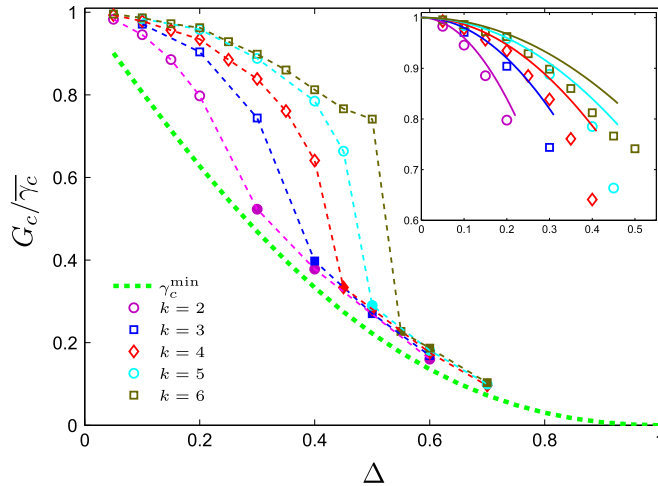 G_c/\overline{γ_c}
1
0.8
0.6
0.4
0.2
0
0
0.2
0.4
0.6
0.8
1
Δ
γ_c^min
k = 2
k = 3
k = 4
k = 5
k = 6
1
0.9
0.8
0.7
0.6
0
0.1
0.2
0.3
0.4
0.5